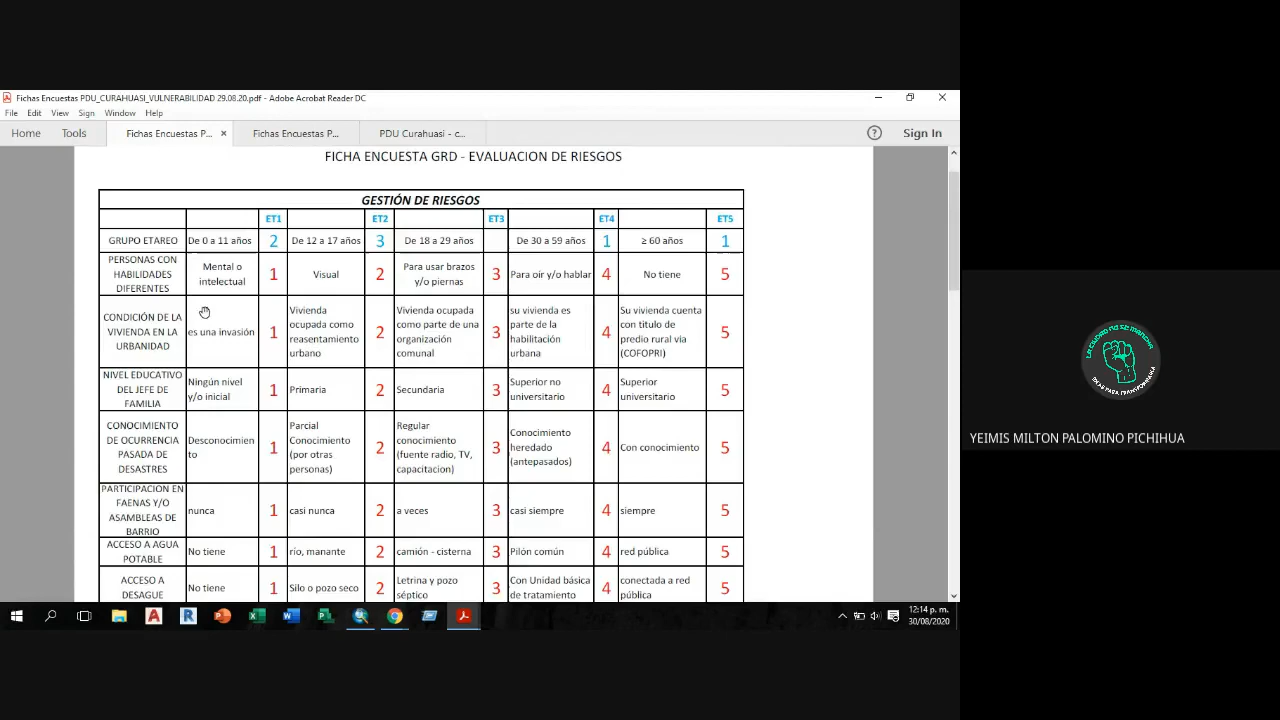 Fichas Encuestas PDU_CURAHUASI_VULNERABILIDAD 29.08.20.pdf - Adobe Acrobat Reader DC
File Edit View Sign Window Help
Home Tools Fichas Encuestas P... × Fichas Encuestas P... PDU Curahuasi - c... ? Sign In
FICHA ENCUESTA GRD - EVALUACION DE RIESGOS
GESTIÓN DE RIESGOS
ET1 ET2 ET3 ET4 ET5
GRUPO ETAREO De 0 a 11 años 2 De 12 a 17 años 3 De 18 a 29 años De 30 a 59 años 1 ≥ 60 años 1
PERSONAS CON
HABILIDADES
DIFERENTES
Mental o
intelectual
1
Visual
2
Para usar brazos
y/o piernas
3
Para oir y/o hablar
4
No tiene
5
CONDICIÓN DE LA
VIVIENDA EN LA
URBANIDAD
es una invasión
1
Vivienda
ocupada como
reasentamiento
urbano
2
Vivienda ocupada
como parte de una
organización
comunal
3
su vivienda es
parte de la
habilitación
urbana
4
Su vivienda cuenta
con titulo de
predio rural vía
(COFOPRI)
5
NIVEL EDUCATIVO
DEL JEFE DE
FAMILIA
Ningún nivel
y/o inicial
1
Primaria
2
Secundaria
3
Superior no
universitario
4
Superior
universitario
5
CONOCIMIENTO
DE OCURRENCIA
PASADA DE
DESASTRES
Desconocimien
to
1
Parcial
Conocimiento
(por otras
personas)
2
Regular
conocimiento
(fuente radio, TV,
capacitacion)
3
Conocimiento
heredado
(antepasados)
4
Con conocimiento
5
PARTICIPACION EN
FAENAS Y/O
ASAMBLEAS DE
BARRIO
nunca
1
casi nunca
2
a veces
3
casi siempre
4
siempre
5
ACCESO A AGUA
POTABLE
No tiene
1
río, manante
2
camión - cisterna
3
Pilón común
4
red pública
5
ACCESO A
DESAGUE
No tiene
1
Silo o pozo seco
2
Letrina y pozo
séptico
3
Con Unidad básica
de tratamiento
4
conectada a red
pública
5
12:14 p. m.
30/08/2020
LA CIUDAD NO SE MANCHA
IDEAS PARA TRANSFORMARLA
YEIMIS MILTON PALOMINO PICHIHUA